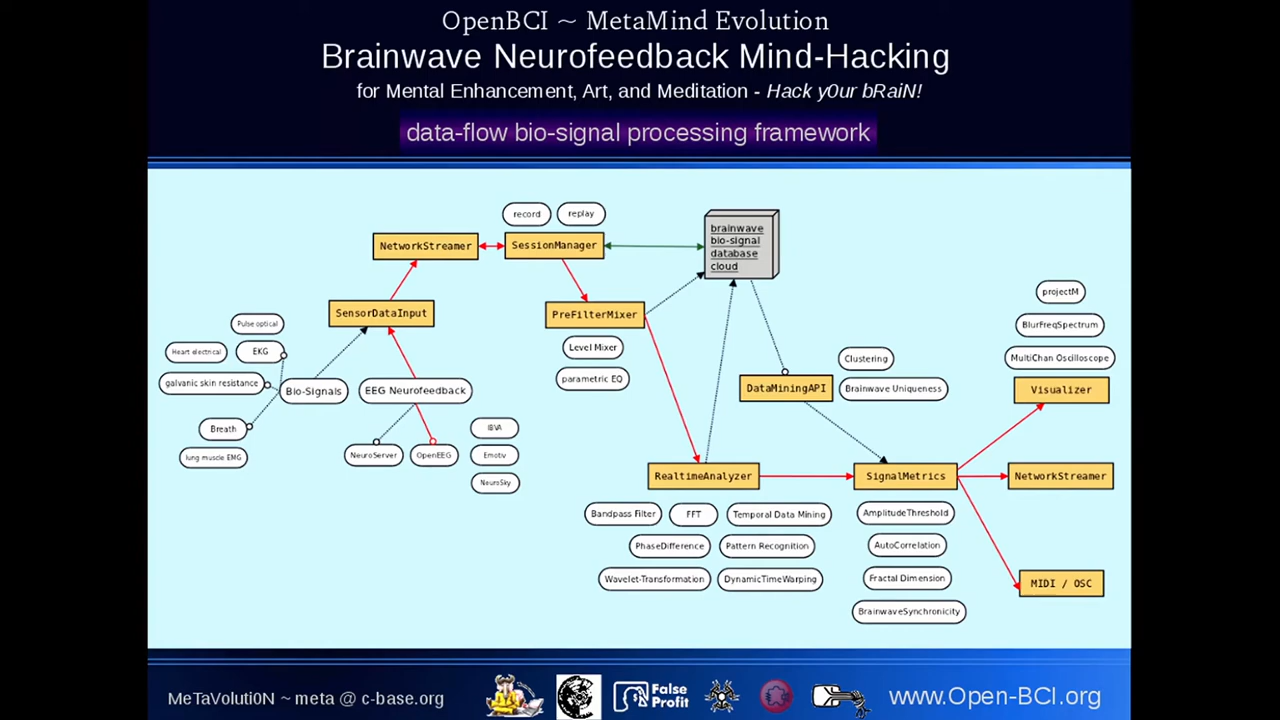 OpenBCI ~ MetaMind Evolution
Brainwave Neurofeedback Mind-Hacking
for Mental Enhancement, Art, and Meditation - Hack y0ur bRaiN!
data-flow bio-signal processing framework
record
replay
NetworkStreamer
SessionManager
brainwave
bio-signal
database
cloud
SensorDataInput
PreFilterMixer
Level Mixer
parametric EQ
Pulse optical
Heart electrical
EKG
galvanic skin resistance
Bio-Signals
EEG Neurofeedback
Breath
lung muscle EMG
NeuroServer
OpenEEG
IBVA
Emotiv
NeuroSky
DataMiningAPI
Clustering
Brainwave Uniqueness
projectM
BlurFreqSpectrum
MultiChan Oscilloscope
Visualizer
RealtimeAnalyzer
SignalMetrics
NetworkStreamer
Bandpass Filter
FFT
Temporal Data Mining
PhaseDifference
Pattern Recognition
Wavelet-Transformation
DynamicTimeWarping
AmplitudeThreshold
AutoCorrelation
Fractal Dimension
BrainwaveSynchronicity
MIDI / OSC
MeTaVoluti0N ~ meta @ c-base.org
False
Profit
www.Open-BCI.org